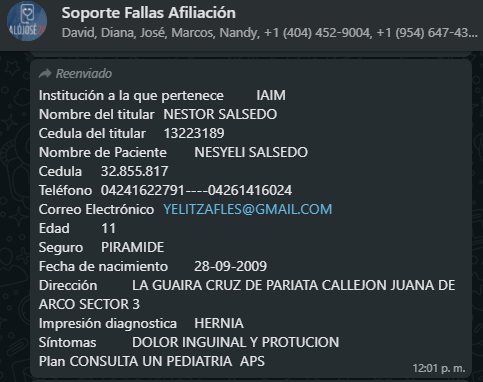 Soporte Fallas Afiliación
David, Diana, José, Marcos, Nandy, +1 (404) 452-9004, +1 (954) 647-43...
Reenviado
Institución a la que pertenece IAIM
Nombre del titular NESTOR SALSEDO
Cedula del titular 13223189
Nombre de Paciente NESYELI SALSEDO
Cedula 32.855.817
Teléfono 04241622791----04261416024
Correo Electrónico YELITZAFLES@GMAIL.COM
Edad 11
Seguro PIRAMIDE
Fecha de nacimiento 28-09-2009
Dirección LA GUAIRA CRUZ DE PARIATA CALLEJON JUANA DE
ARCO SECTOR 3
Impresión diagnostica HERNIA
Síntomas DOLOR INGUINAL Y PROTUCION
Plan CONSULTA UN PEDIATRIA APS
12:01 p. m.